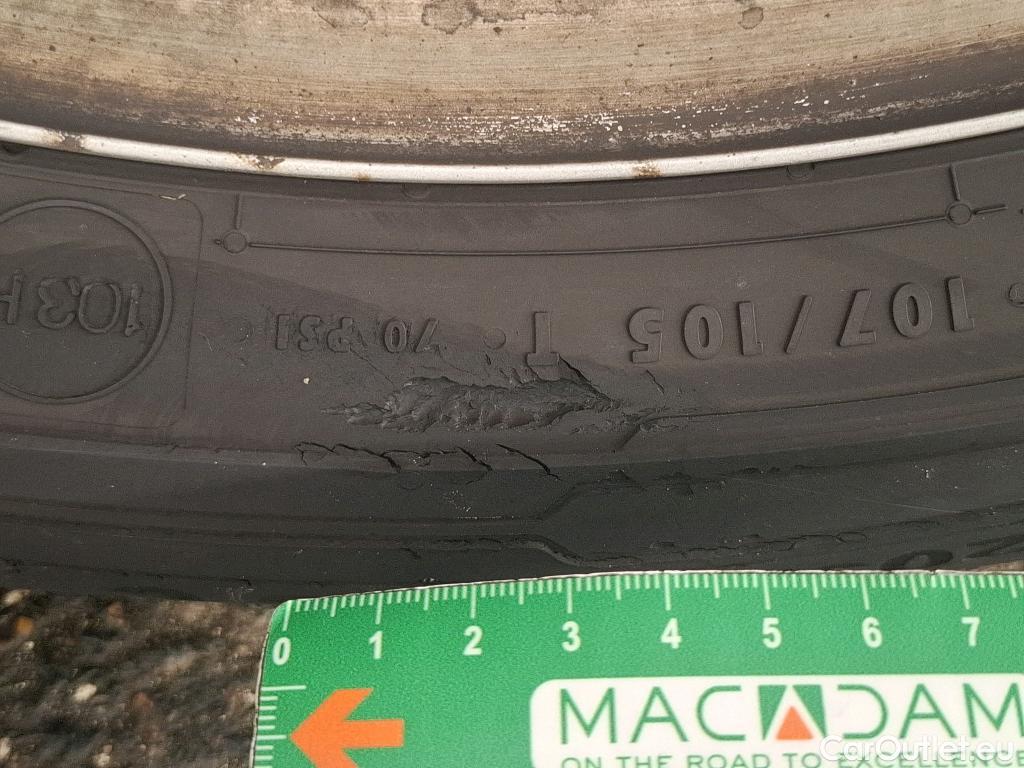 107/105 T · 70 PSI
103 H
0 1 2 3 4 5 6 7
MACADAM
ON THE ROAD TO EXCELLENCE
CarOutlet.eu